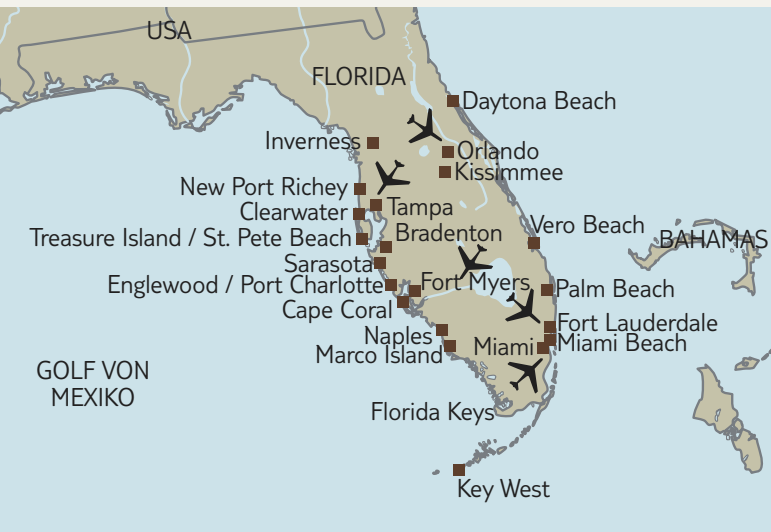 USA
FLORIDA
Daytona Beach
Inverness
Orlando
Kissimmee
New Port Richey
Tampa
Clearwater
Vero Beach
Bradenton
Treasure Island / St. Pete Beach
BAHAMAS
Sarasota
Fort Myers
Englewood / Port Charlotte
Palm Beach
Cape Coral
Fort Lauderdale
Naples
Miami
Miami Beach
Marco Island
GOLF VON
MEXIKO
Florida Keys
Key West